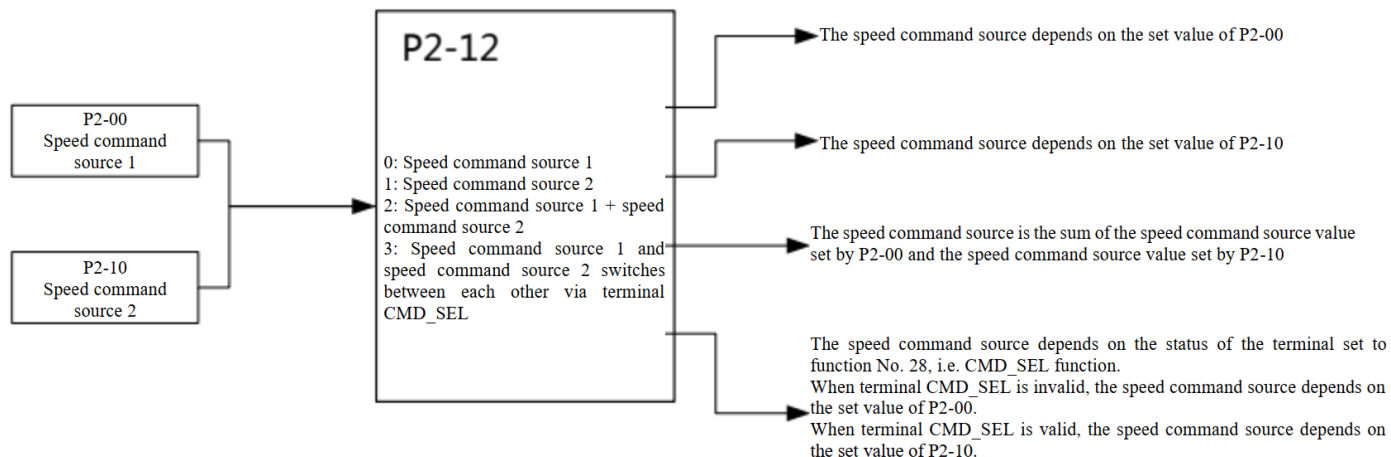 P2-00
Speed command
source 1
P2-10
Speed command
source 2
P2-12
0: Speed command source 1
1: Speed command source 2
2: Speed command source 1 + speed
command source 2
3: Speed command source 1 and
speed command source 2 switches
between each other via terminal
CMD_SEL
The speed command source depends on the set value of P2-00
The speed command source depends on the set value of P2-10
The speed command source is the sum of the speed command source value
set by P2-00 and the speed command source value set by P2-10
The speed command source depends on the status of the terminal set to
function No. 28, i.e. CMD_SEL function.
When terminal CMD_SEL is invalid, the speed command source depends on
the set value of P2-00.
When terminal CMD_SEL is valid, the speed command source depends on
the set value of P2-10.